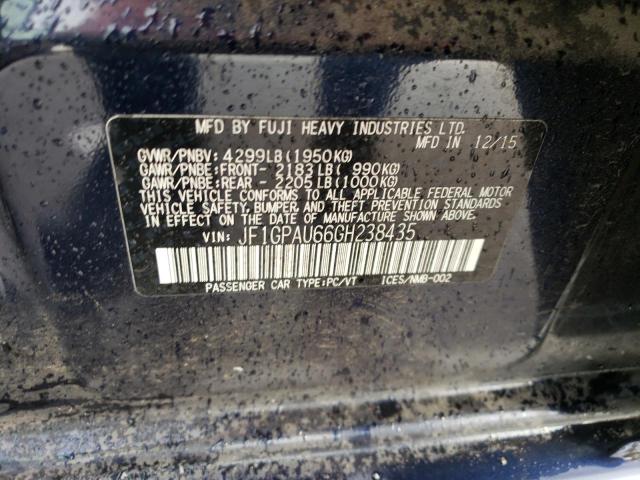 MFD BY FUJI HEAVY INDUSTRIES LTD.
MFD IN 12/15
GVWR/PNBV: 4299LB(1950KG)
GAWR/PNBE:FRONT- 2183LB( 990KG)
GAWR/PNBE:REAR - 2205LB(1000KG)
THIS VEHICLE CONFORMS TO ALL APPLICABLE FEDERAL MOTOR
VEHICLE SAFETY, BUMPER, AND THEFT PREVENTION STANDARDS
IN EFFECT ON THE DATE OF MANUFACTURE SHOWN ABOVE.
VIN: JF1GPAU66GH238435
PASSENGER CAR TYPE:PC/VT ICES/NMB-002